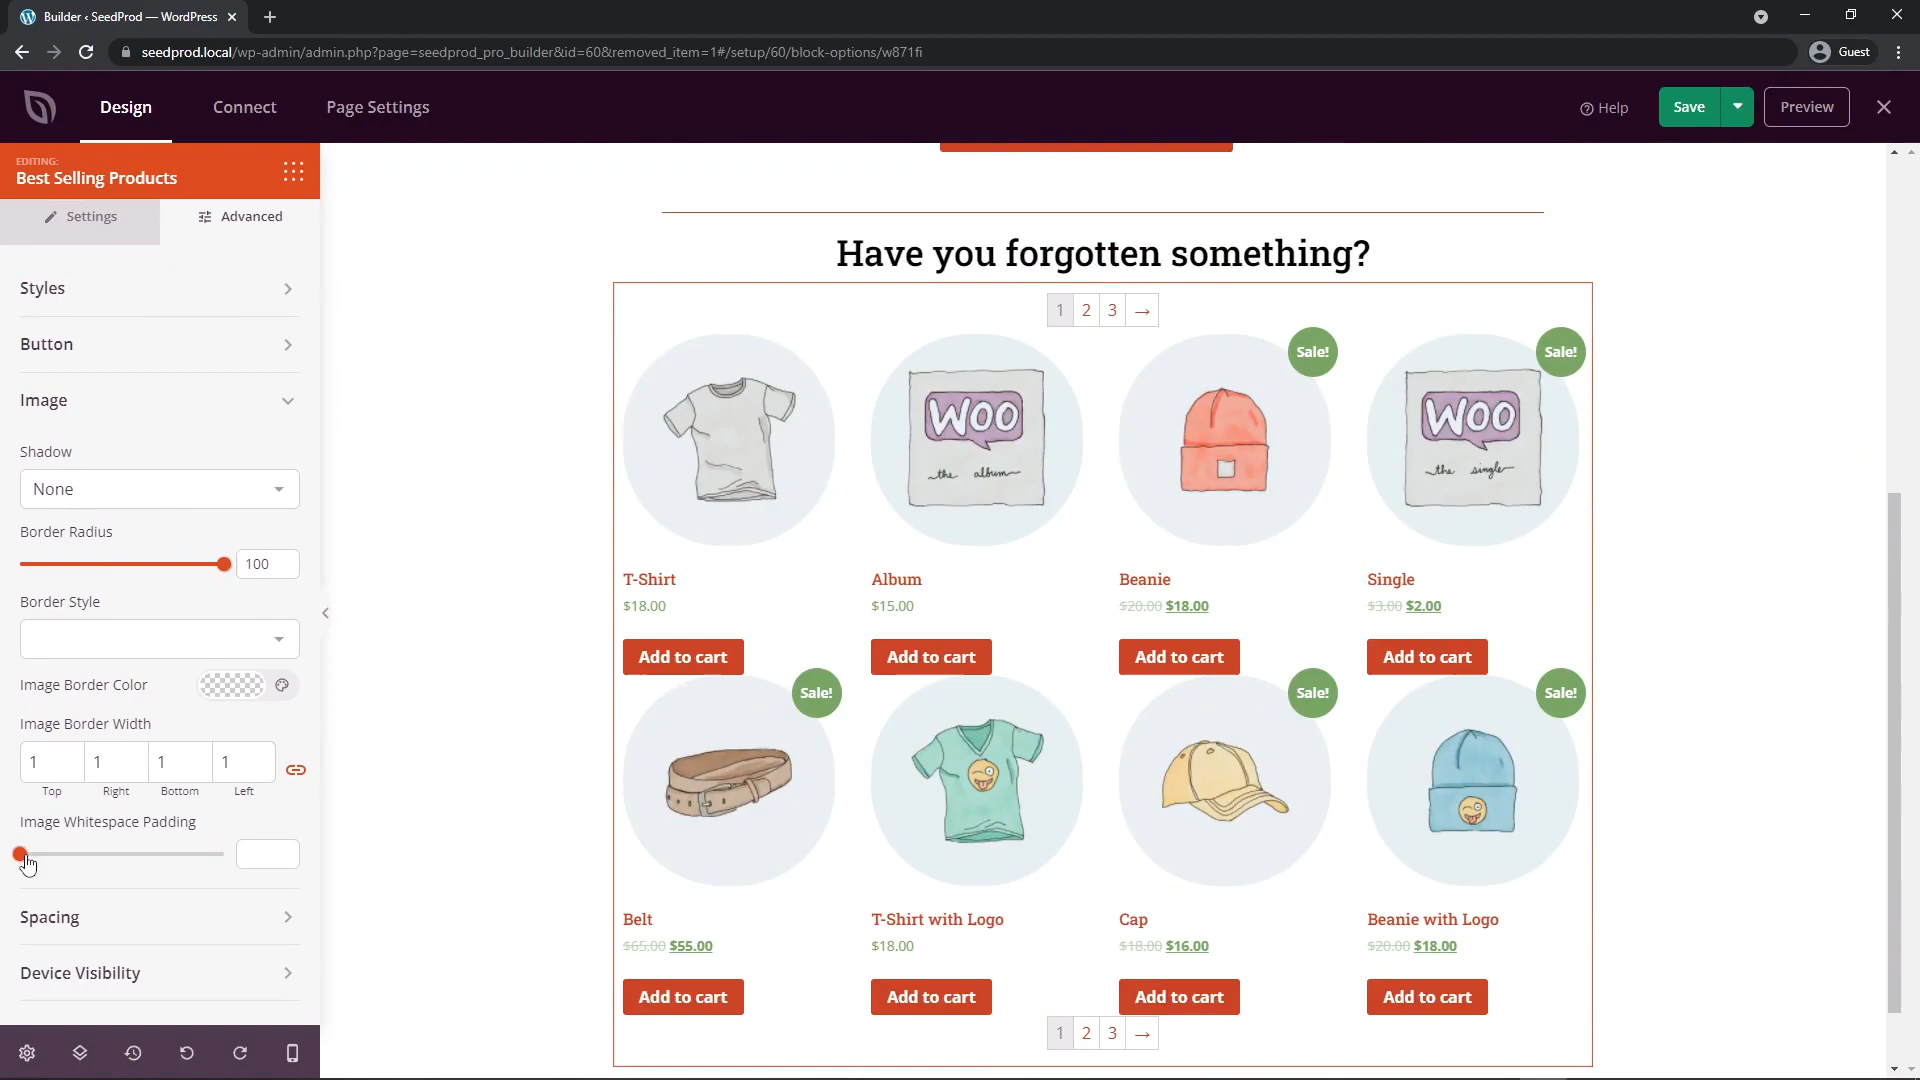 Builder ‹ SeedProd — WordPress
seedprod.local/wp-admin/admin.php?page=seedprod_pro_builder&id=60&removed_item=1#/setup/60/block-options/w871fi
Guest
Design
Connect
Page Settings
Help
Save
Preview
EDITING:
Best Selling Products
Settings
Advanced
Styles
Button
Image
Shadow
None
Border Radius
100
Border Style
Image Border Color
Image Border Width
1 1 1 1
Top Right Bottom Left
Image Whitespace Padding
Spacing
Device Visibility
Have you forgotten something?
1 2 3 →
Sale!
Sale!
WOO
the album
WOO
the single
T-Shirt
$18.00
Add to cart
Album
$15.00
Add to cart
Beanie
$20.00 $18.00
Add to cart
Single
$3.00 $2.00
Add to cart
Sale!
Sale!
Sale!
Belt
$65.00 $55.00
Add to cart
T-Shirt with Logo
$18.00
Add to cart
Cap
$18.00 $16.00
Add to cart
Beanie with Logo
$20.00 $18.00
Add to cart
1 2 3 →